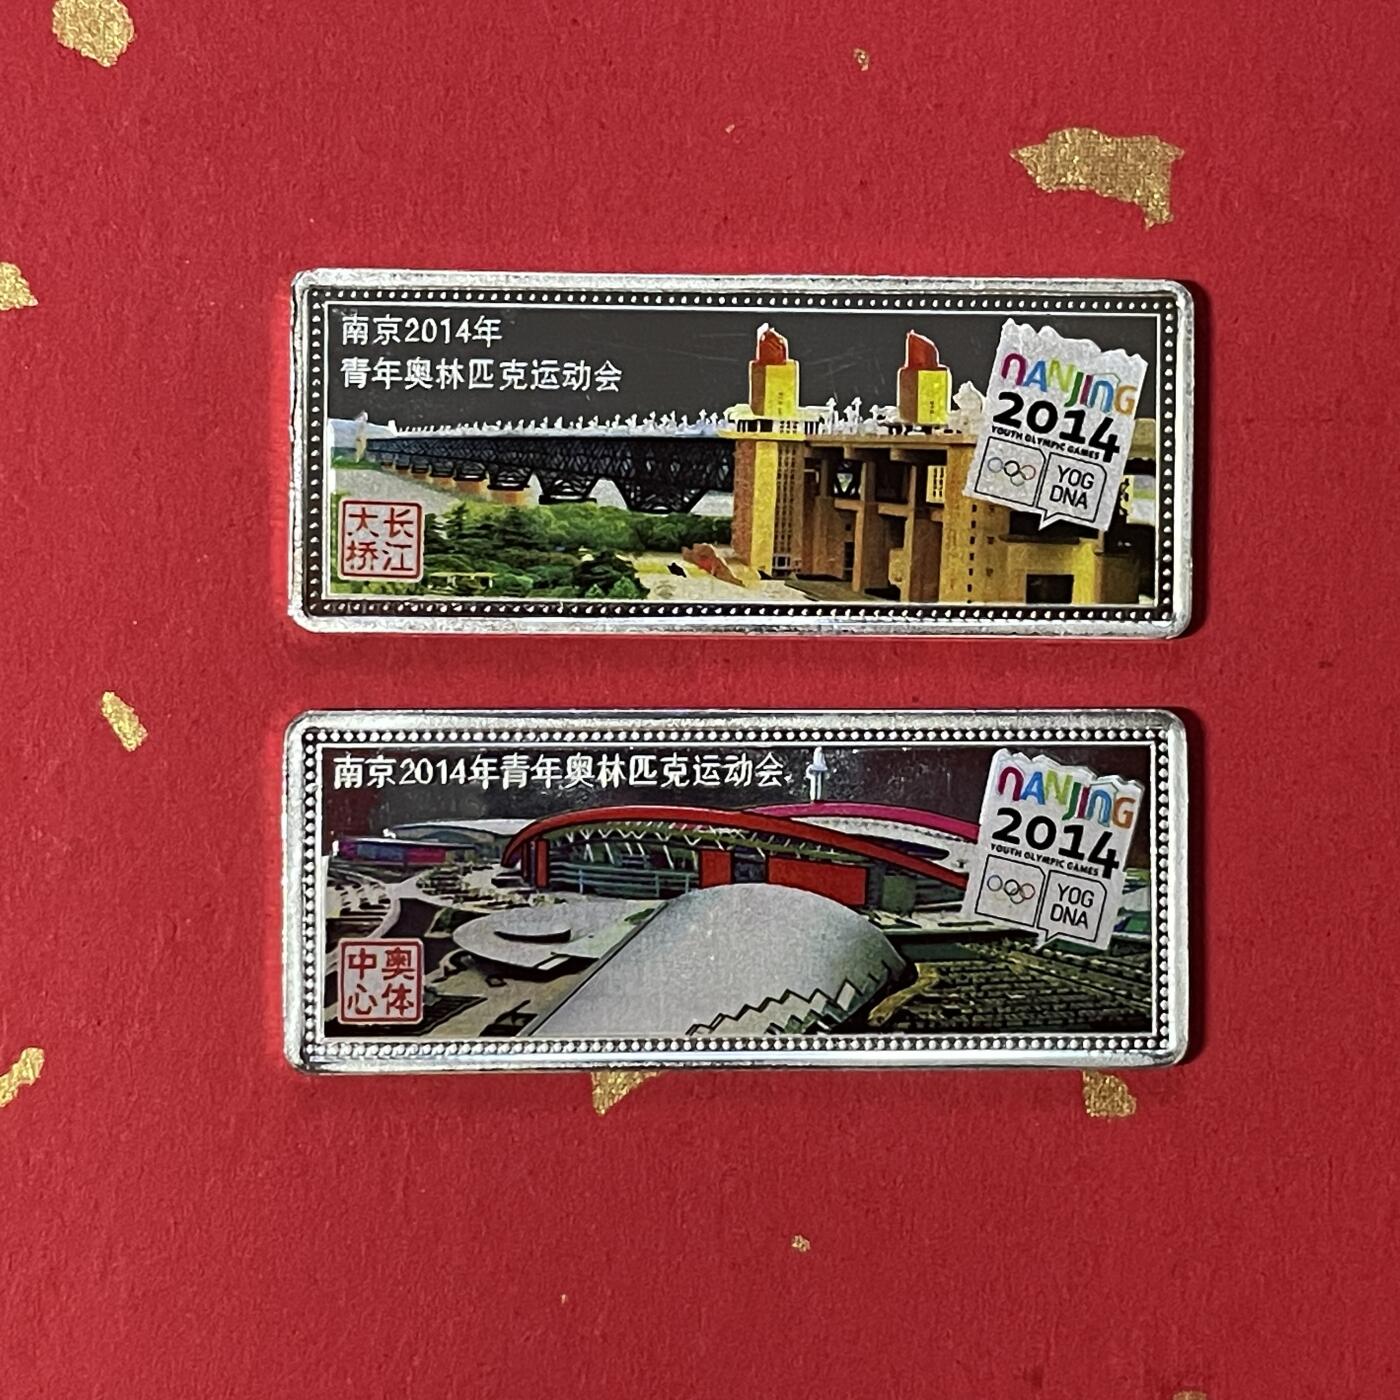 南京2014年
青年奥林匹克运动会
NANJING
2014
YOUTH OLYMPIC GAMES
YOG
DNA
长江
大桥
南京2014年青年奥林匹克运动会
NANJING
2014
YOUTH OLYMPIC GAMES
YOG
DNA
奥体
中心